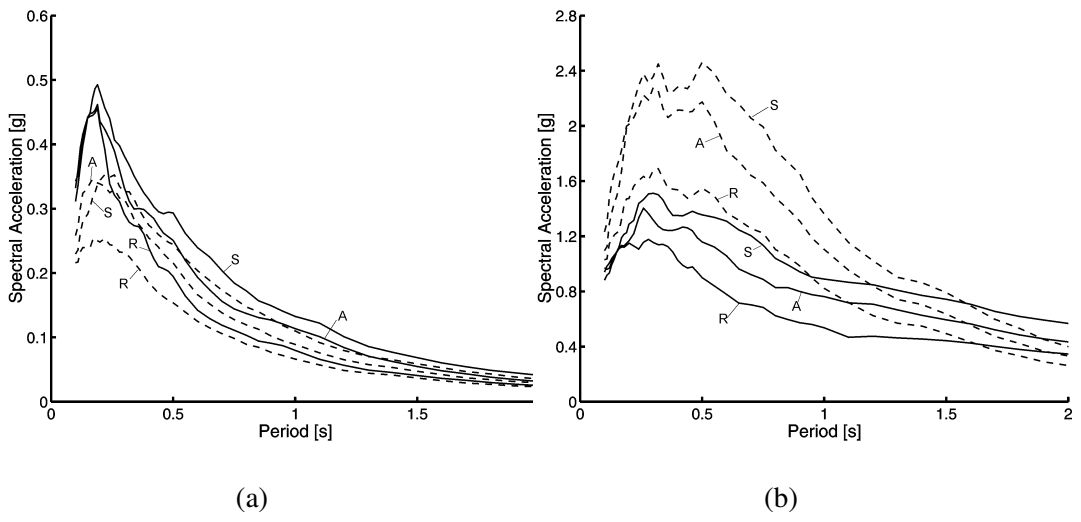 0.6
0.5
0.4
0.3
0.2
0.1
0
Spectral Acceleration [g]
A
S
R
R
S
A
0
0.5
1
1.5
Period [s]
(a)
2.8
2.4
2
1.6
1.2
0.8
0.4
0
Spectral Acceleration [g]
S
A
R
S
A
R
0
0.5
1
1.5
2
Period [s]
(b)